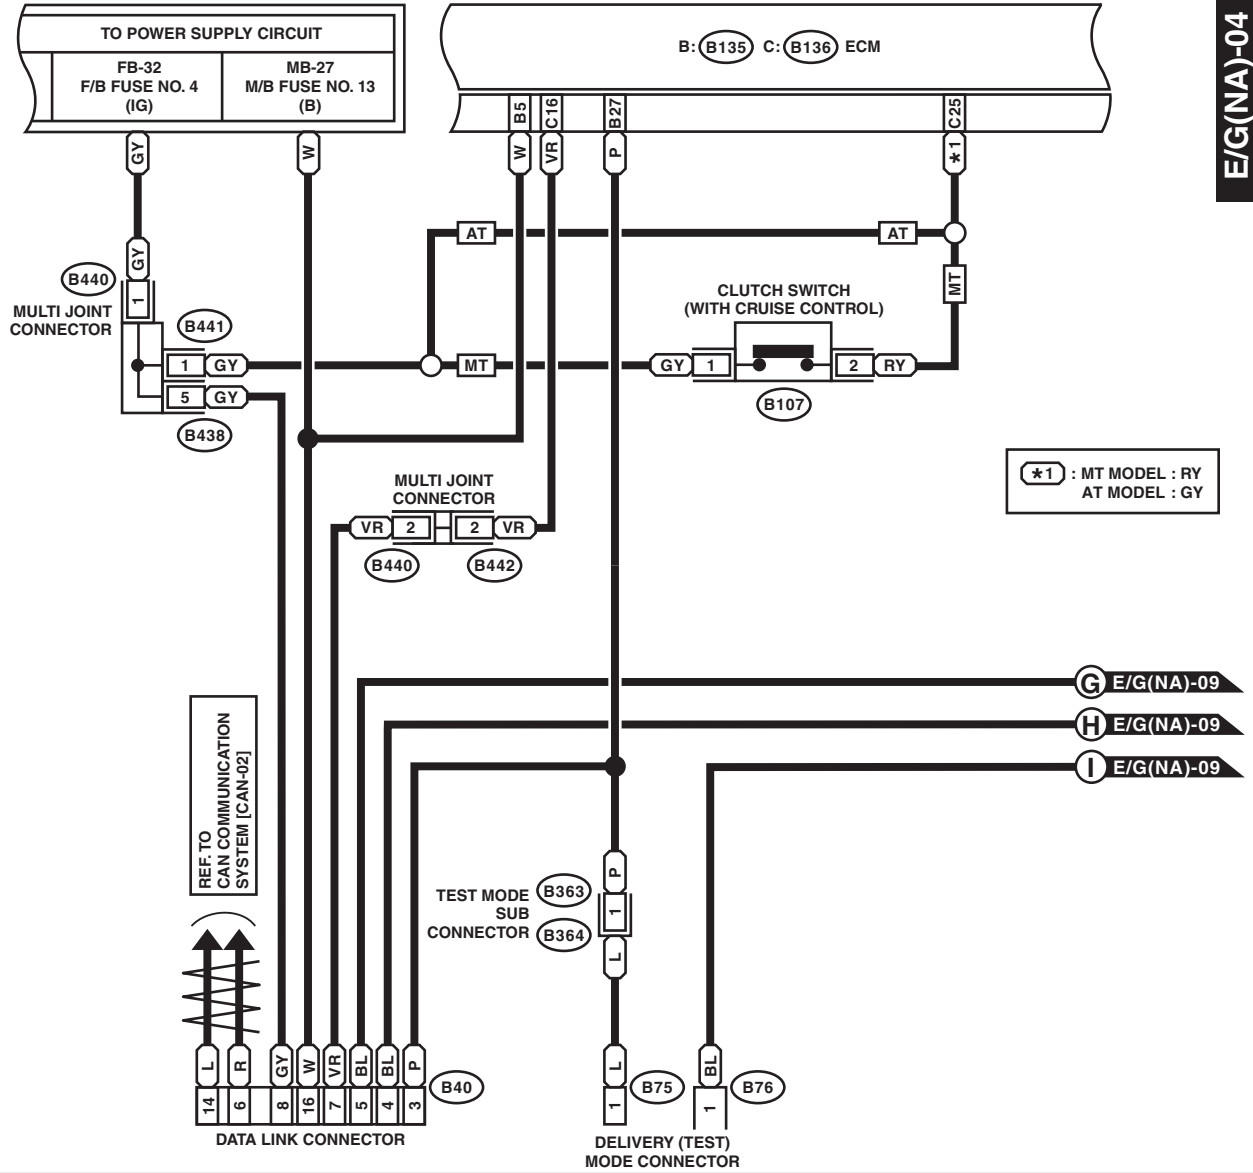 E/G(NA)-04
TO POWER SUPPLY CIRCUIT
FB-32
F/B FUSE NO. 4
(IG)
MB-27
M/B FUSE NO. 13
(B)
B: B135 C: B136 ECM
B5
C16
B27
C25
GY
W
W
VR
P
*1
AT
AT
GY
B440
MULTI JOINT
CONNECTOR
1
MT
CLUTCH SWITCH
(WITH CRUISE CONTROL)
B441
1
GY
MT
GY
1
2
RY
5
GY
B107
B438
*1 : MT MODEL : RY
AT MODEL : GY
MULTI JOINT
CONNECTOR
VR
2
2
VR
B440
B442
G E/G(NA)-09
H E/G(NA)-09
I E/G(NA)-09
REF. TO
CAN COMMUNICATION
SYSTEM [CAN-02]
P
TEST MODE
SUB
CONNECTOR
B363
1
B364
L
L
R
GY
W
VR
BL
BL
P
B40
14
6
8
16
7
5
4
3
DATA LINK CONNECTOR
L
1
B75
BL
1
B76
DELIVERY (TEST)
MODE CONNECTOR